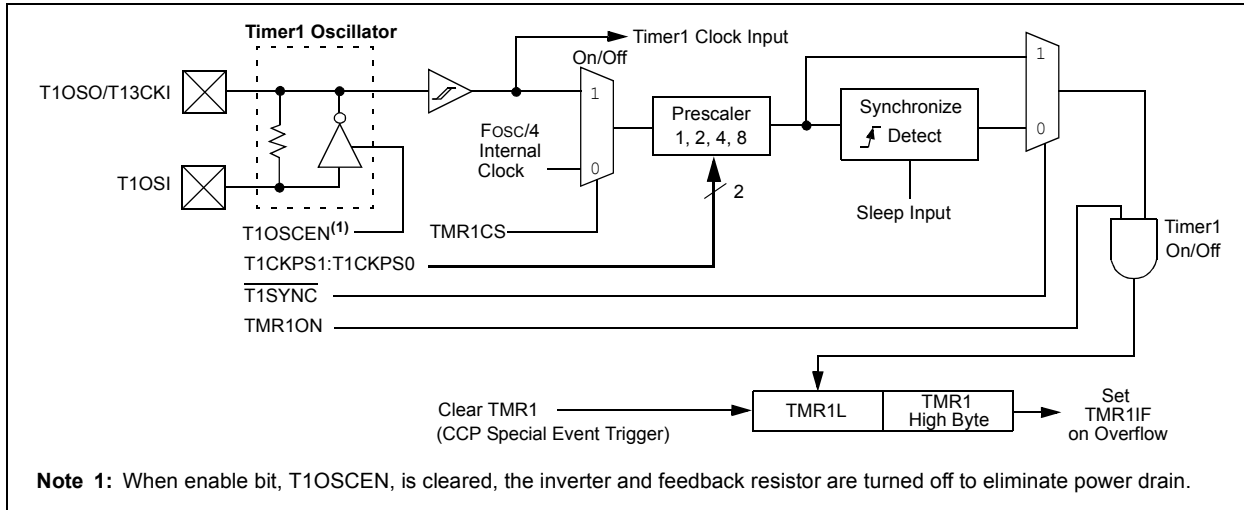 Timer1 Oscillator
Timer1 Clock Input
On/Off
T1OSO/T13CKI
1
FOSC/4
Internal
Clock
0
Prescaler
1, 2, 4, 8
2
Synchronize
Detect
Sleep Input
1
0
T1OSI
T1OSCEN(1)
TMR1CS
T1CKPS1:T1CKPS0
T1SYNC
TMR1ON
Timer1
On/Off
Clear TMR1
(CCP Special Event Trigger)
TMR1L
TMR1
High Byte
Set
TMR1IF
on Overflow
Note 1: When enable bit, T1OSCEN, is cleared, the inverter and feedback resistor are turned off to eliminate power drain.